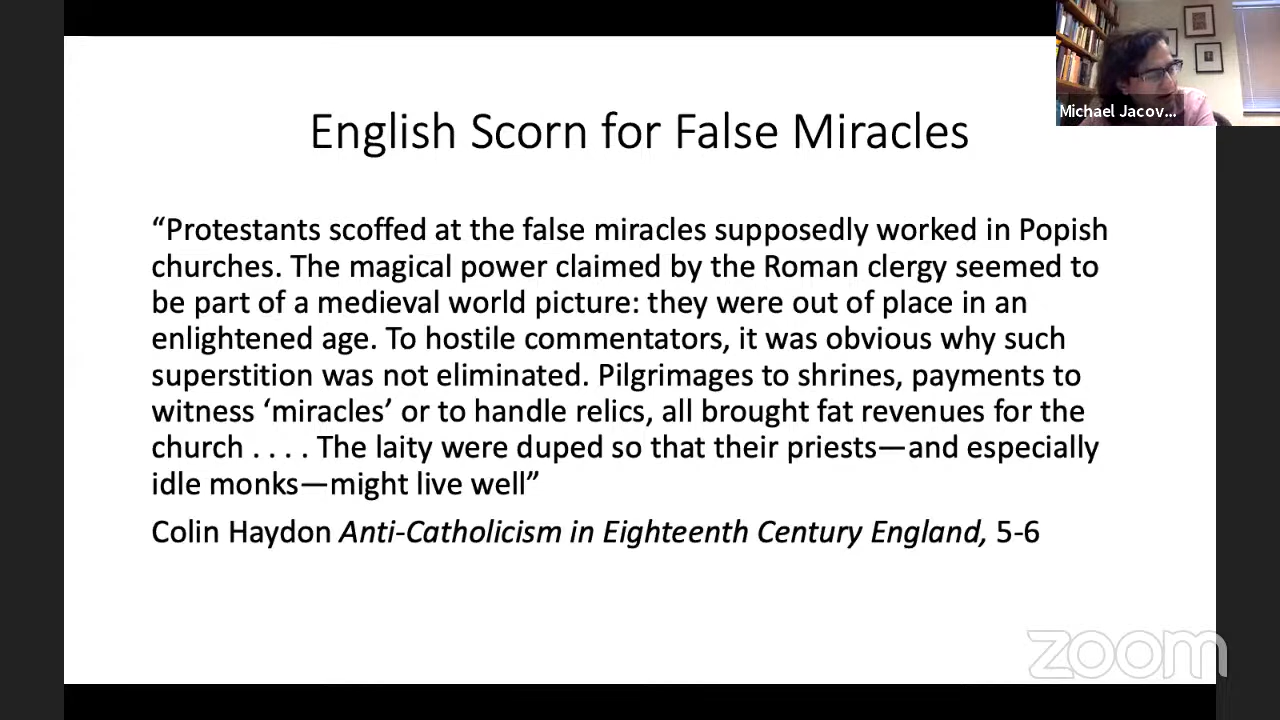 English Scorn for False Miracles
Michael Jacov...
“Protestants scoffed at the false miracles supposedly worked in Popish
churches. The magical power claimed by the Roman clergy seemed to
be part of a medieval world picture: they were out of place in an
enlightened age. To hostile commentators, it was obvious why such
superstition was not eliminated. Pilgrimages to shrines, payments to
witness ‘miracles’ or to handle relics, all brought fat revenues for the
church . . . . The laity were duped so that their priests—and especially
idle monks—might live well”
Colin Haydon Anti-Catholicism in Eighteenth Century England, 5-6
zoom